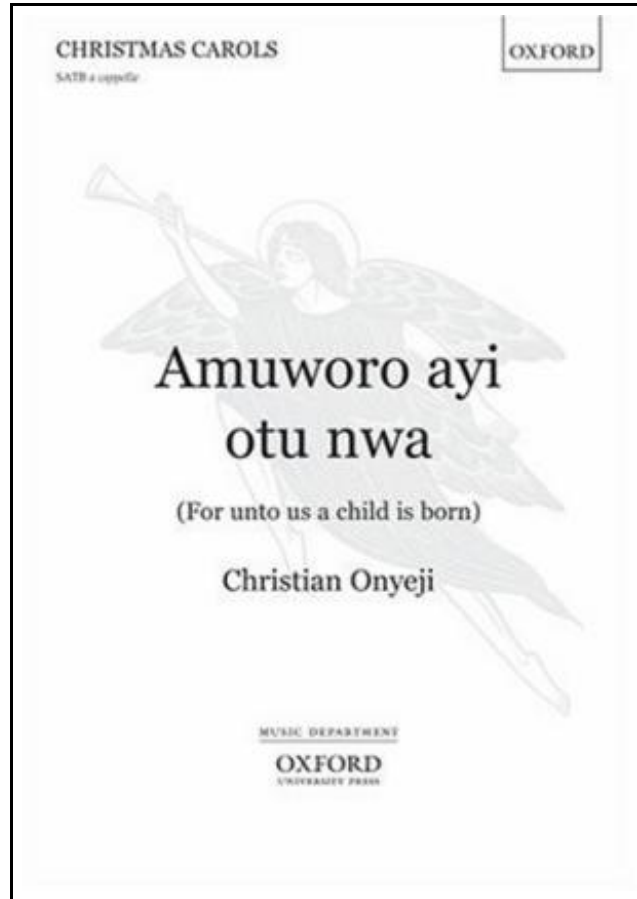 CHRISTMAS CAROLS
OXFORD
SATB a cappella
Amuworo ayi
otu nwa
(For unto us a child is born)
Christian Onyeji
MUSIC DEPARTMENT
OXFORD
UNIVERSITY PRESS